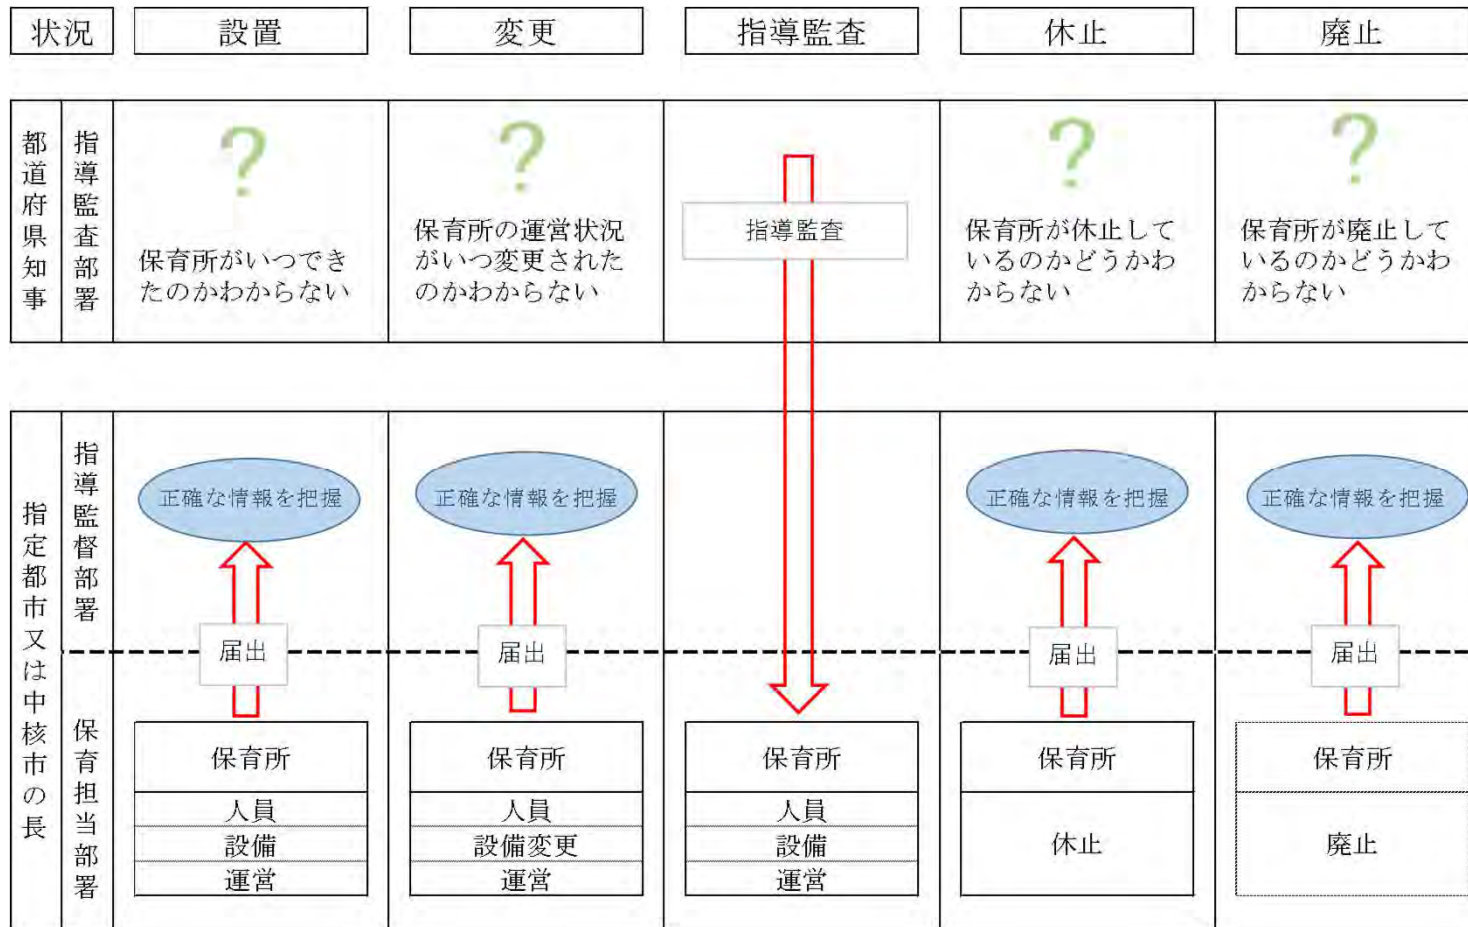 状況
設置
変更
指導監査
休止
廃止
都道府県知事
指導監査部署
?
保育所がいつでき
たのかわからない
?
保育所の運営状況
がいつ変更された
のかわからない
指導監査
?
保育所が休止して
いるのかどうかわ
からない
?
保育所が廃止して
いるのかどうかわ
からない
指定都市又は中核市の長
指導監督部署
正確な情報を把握
正確な情報を把握
正確な情報を把握
正確な情報を把握
届出
届出
届出
届出
保育担当部署
保育所
人員
設備
運営
保育所
人員
設備変更
運営
保育所
人員
設備
運営
保育所
休止
保育所
廃止